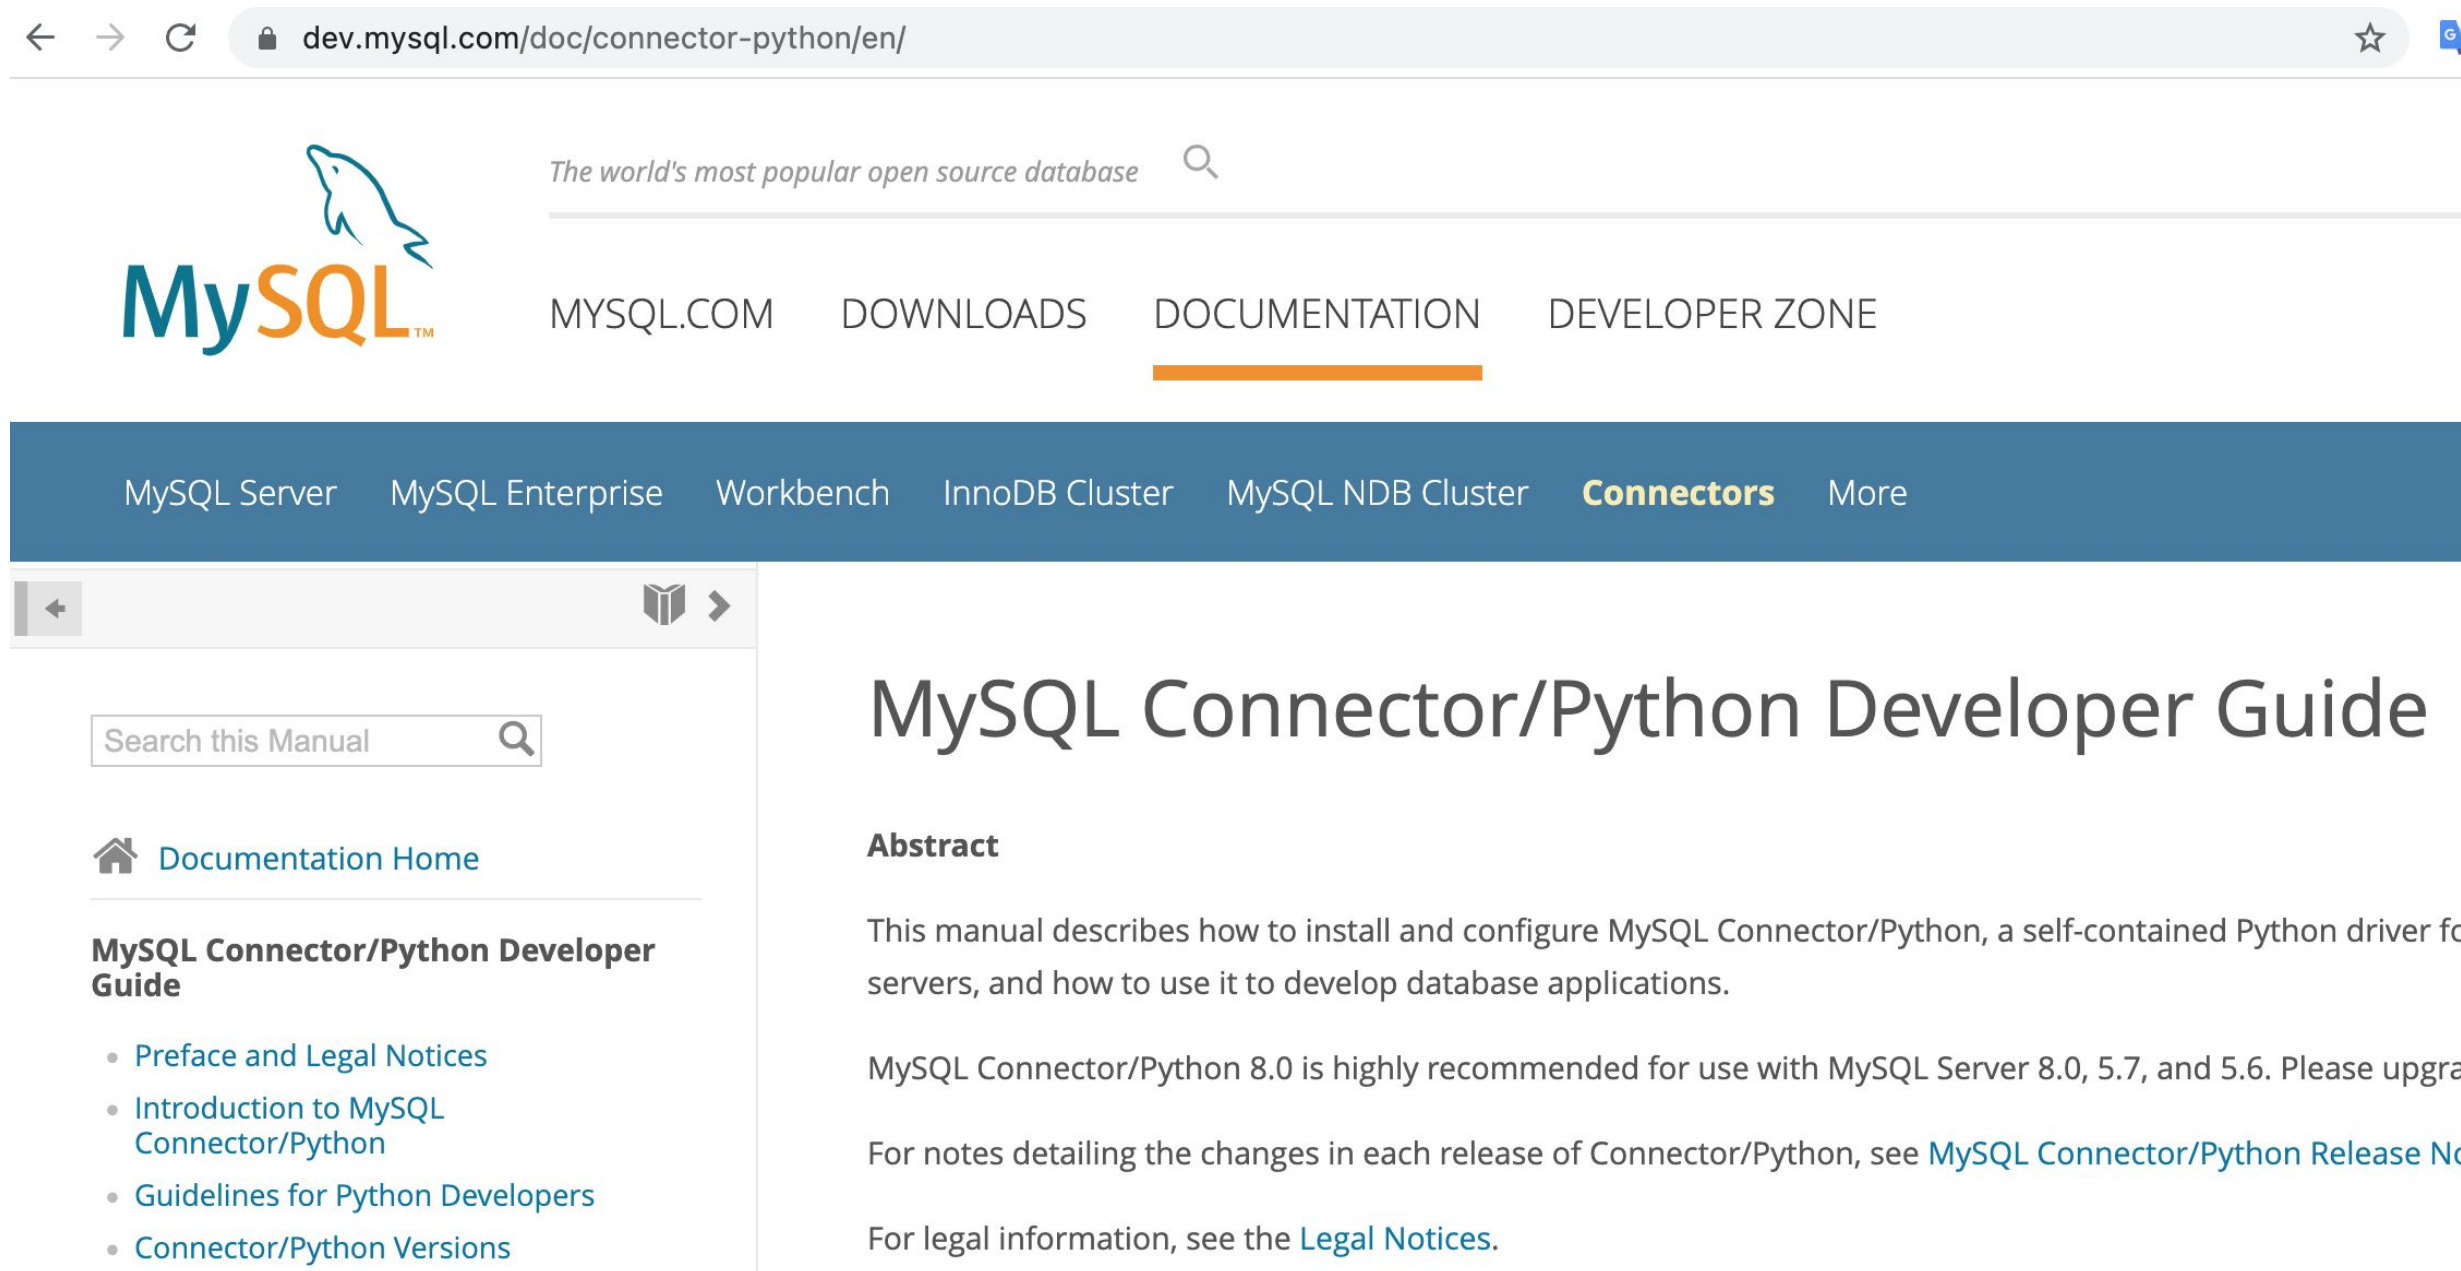 dev.mysql.com/doc/connector-python/en/
The world's most popular open source database
MySQL™
MYSQL.COM DOWNLOADS DOCUMENTATION DEVELOPER ZONE
MySQL Server MySQL Enterprise Workbench InnoDB Cluster MySQL NDB Cluster Connectors More
Search this Manual
Documentation Home
MySQL Connector/Python Developer
Guide
Preface and Legal Notices
Introduction to MySQL
Connector/Python
Guidelines for Python Developers
Connector/Python Versions
MySQL Connector/Python Developer Guide
Abstract
This manual describes how to install and configure MySQL Connector/Python, a self-contained Python driver
servers, and how to use it to develop database applications.
MySQL Connector/Python 8.0 is highly recommended for use with MySQL Server 8.0, 5.7, and 5.6. Please
For notes detailing the changes in each release of Connector/Python, see MySQL Connector/Python Release
For legal information, see the Legal Notices.